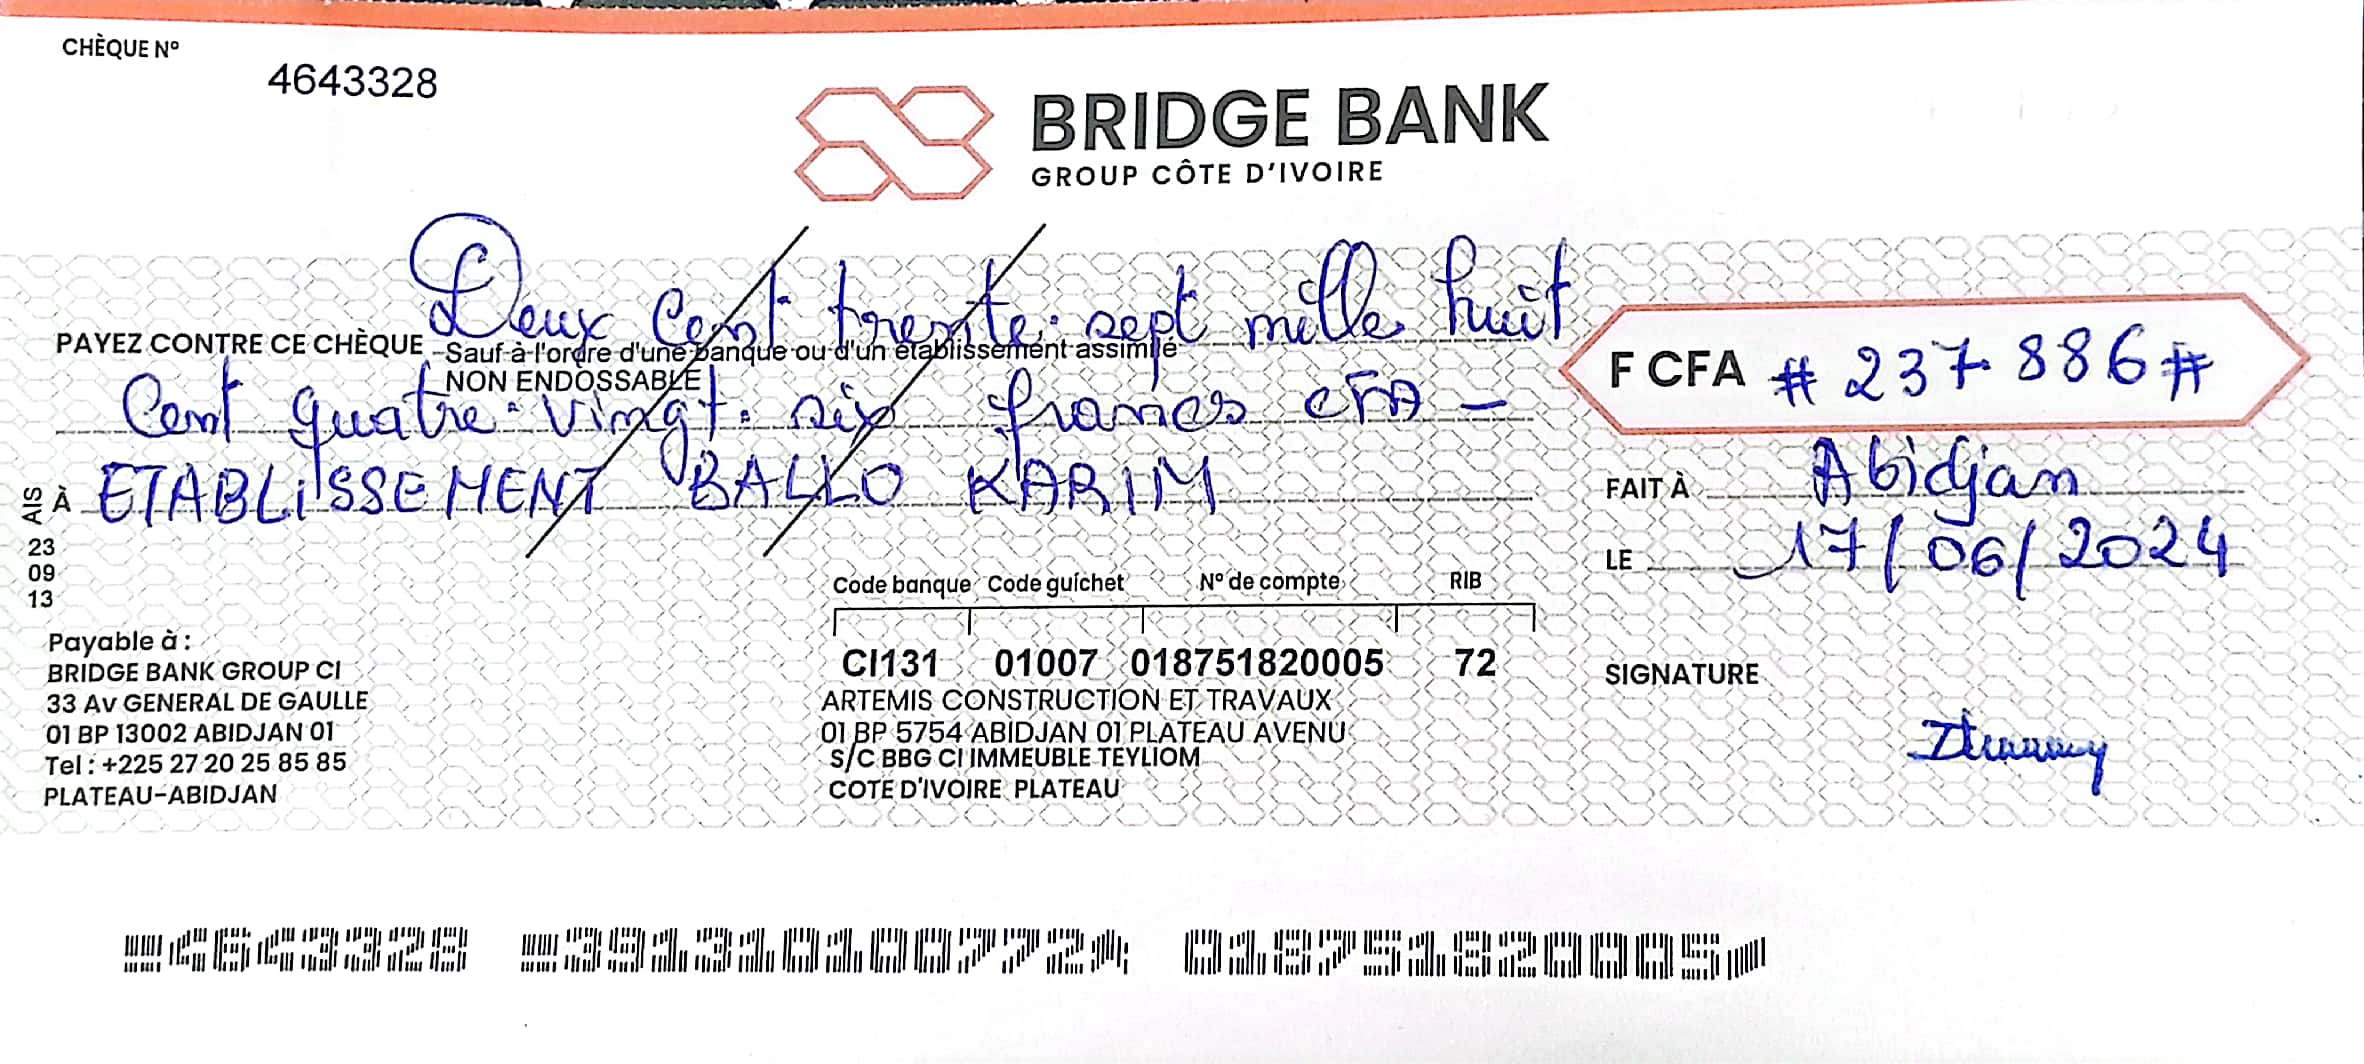 CHÈQUE Nº
4643328
BRIDGE BANK
GROUP CÔTE D'IVOIRE
Deux Cent trente-sept mille huit
PAYEZ CONTRE CE CHÈQUE -Sauf à l'ordre d'une banque ou d'un établissement assimilé
NON ENDOSSABLE
Cent quatre-vingt-six francs CFA -
F CFA # 237 886 #
À ETABLISSEMENT BALLO KARIM
FAIT À Abidjan
LE 17/06/2024
AIS
23
09
13
Code banque Code guichet Nº de compte RIB
CI131 01007 018751820005 72
ARTEMIS CONSTRUCTION ET TRAVAUX
01 BP 5754 ABIDJAN 01 PLATEAU AVENU
S/C BBG CI IMMEUBLE TEYLIOM
COTE D'IVOIRE PLATEAU
Payable à :
BRIDGE BANK GROUP CI
33 Av GENERAL DE GAULLE
01 BP 13002 ABIDJAN 01
Tel : +225 27 20 25 85 85
PLATEAU-ABIDJAN
SIGNATURE
4643328 391310100772 018751820005